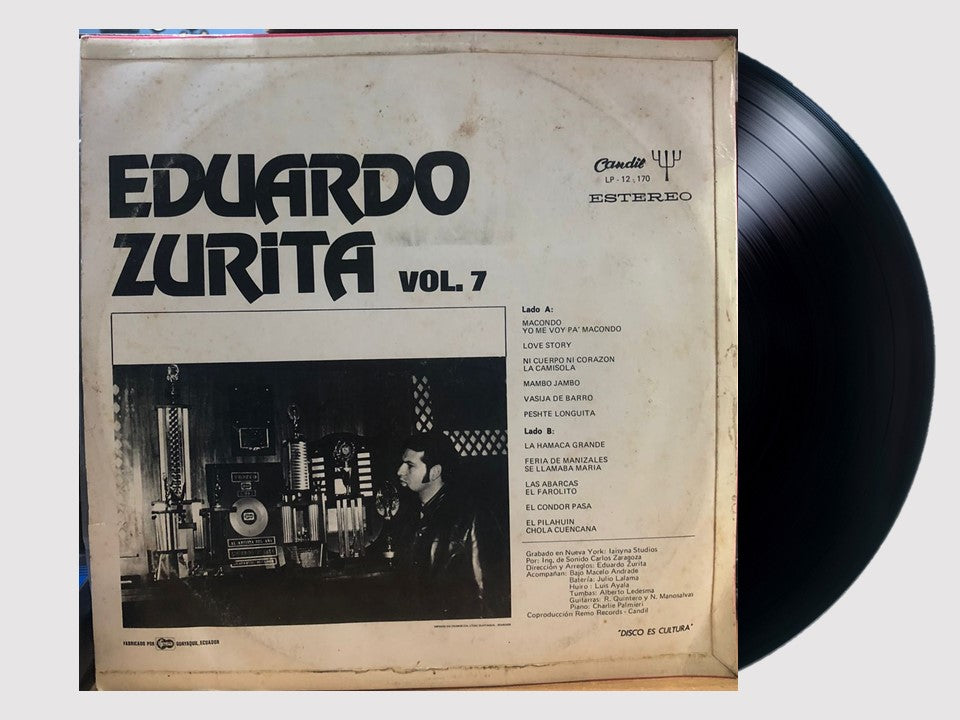 EDUARDO
ZURiTA VOL. 7
Candil
LP - 12 , 170
ESTEREO
Lado A:
MACONDO
YO ME VOY PA' MACONDO
LOVE STORY
NI CUERPO NI CORAZON
LA CAMISOLA
MAMBO JAMBO
VASIJA DE BARRO
PESHTE LONGUITA
Lado B:
LA HAMACA GRANDE
FERIA DE MANIZALES
SE LLAMABA MARIA
LAS ABARCAS
EL FAROLITO
EL CONDOR PASA
EL PILAHUIN
CHOLA CUENCANA
Grabado en Nueva York: Iaisyna Studios
Por: Ing. de Sonido Carlos Zaragoza
Dirección y Arreglos: Eduardo Zurita
Acompañan: Bajo Macelo Andrade
Batería: Julio Lalama
Huiro : Luis Ayala
Tumbas: Alberto Ledesma
Guitarras: R. Quintero y N. Manosalvas
Piano: Charlie Palmieri
Coproducción Remo Records - Candil
"DISCO ES CULTURA"
FABRICADO POR GUAYAQUIL, ECUADOR